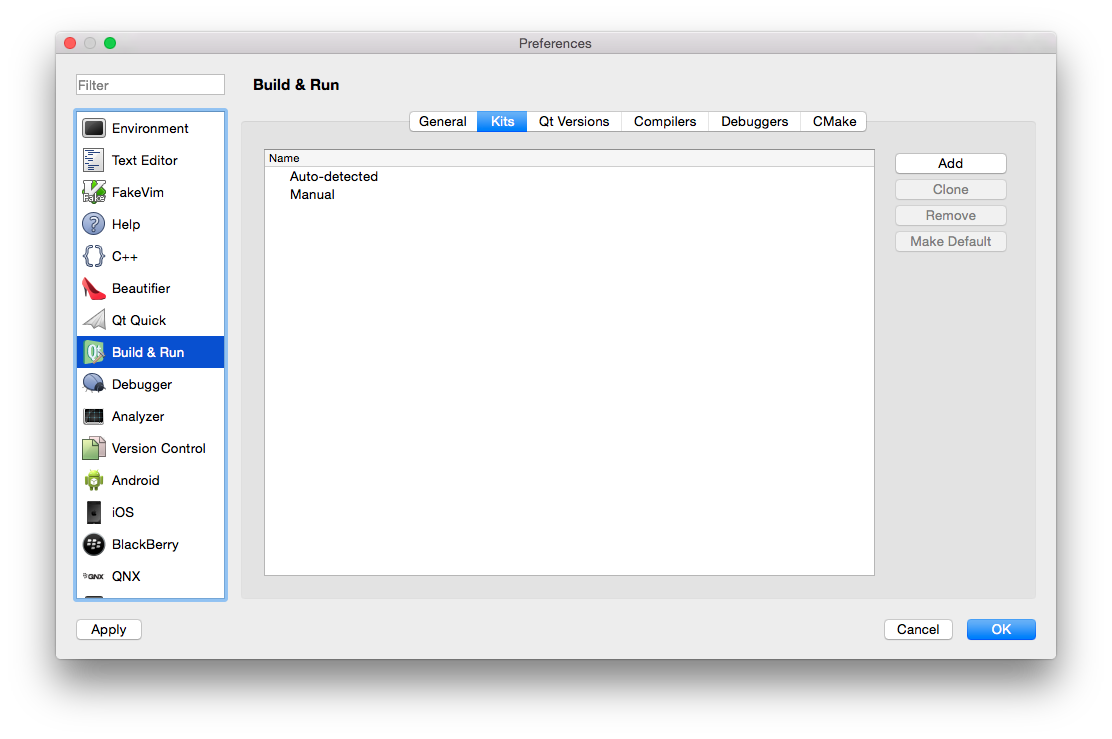 Preferences
Filter
Build & Run
Environment
Text Editor
FakeVim
Help
C++
Beautifier
Qt Quick
Build & Run
Debugger
Analyzer
Version Control
Android
iOS
BlackBerry
QNX
General Kits Qt Versions Compilers Debuggers CMake
Name
Auto-detected
Manual
Add
Clone
Remove
Make Default
Apply
Cancel
OK